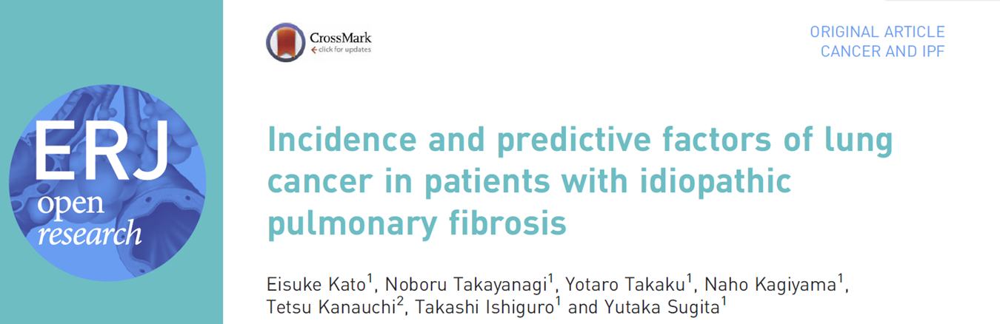 CrossMark
click for updates
ORIGINAL ARTICLE
CANCER AND IPF
ERJ
open
research
Incidence and predictive factors of lung
cancer in patients with idiopathic
pulmonary fibrosis
Eisuke Kato1, Noboru Takayanagi1, Yotaro Takaku1, Naho Kagiyama1,
Tetsu Kanauchi2, Takashi Ishiguro1 and Yutaka Sugita1